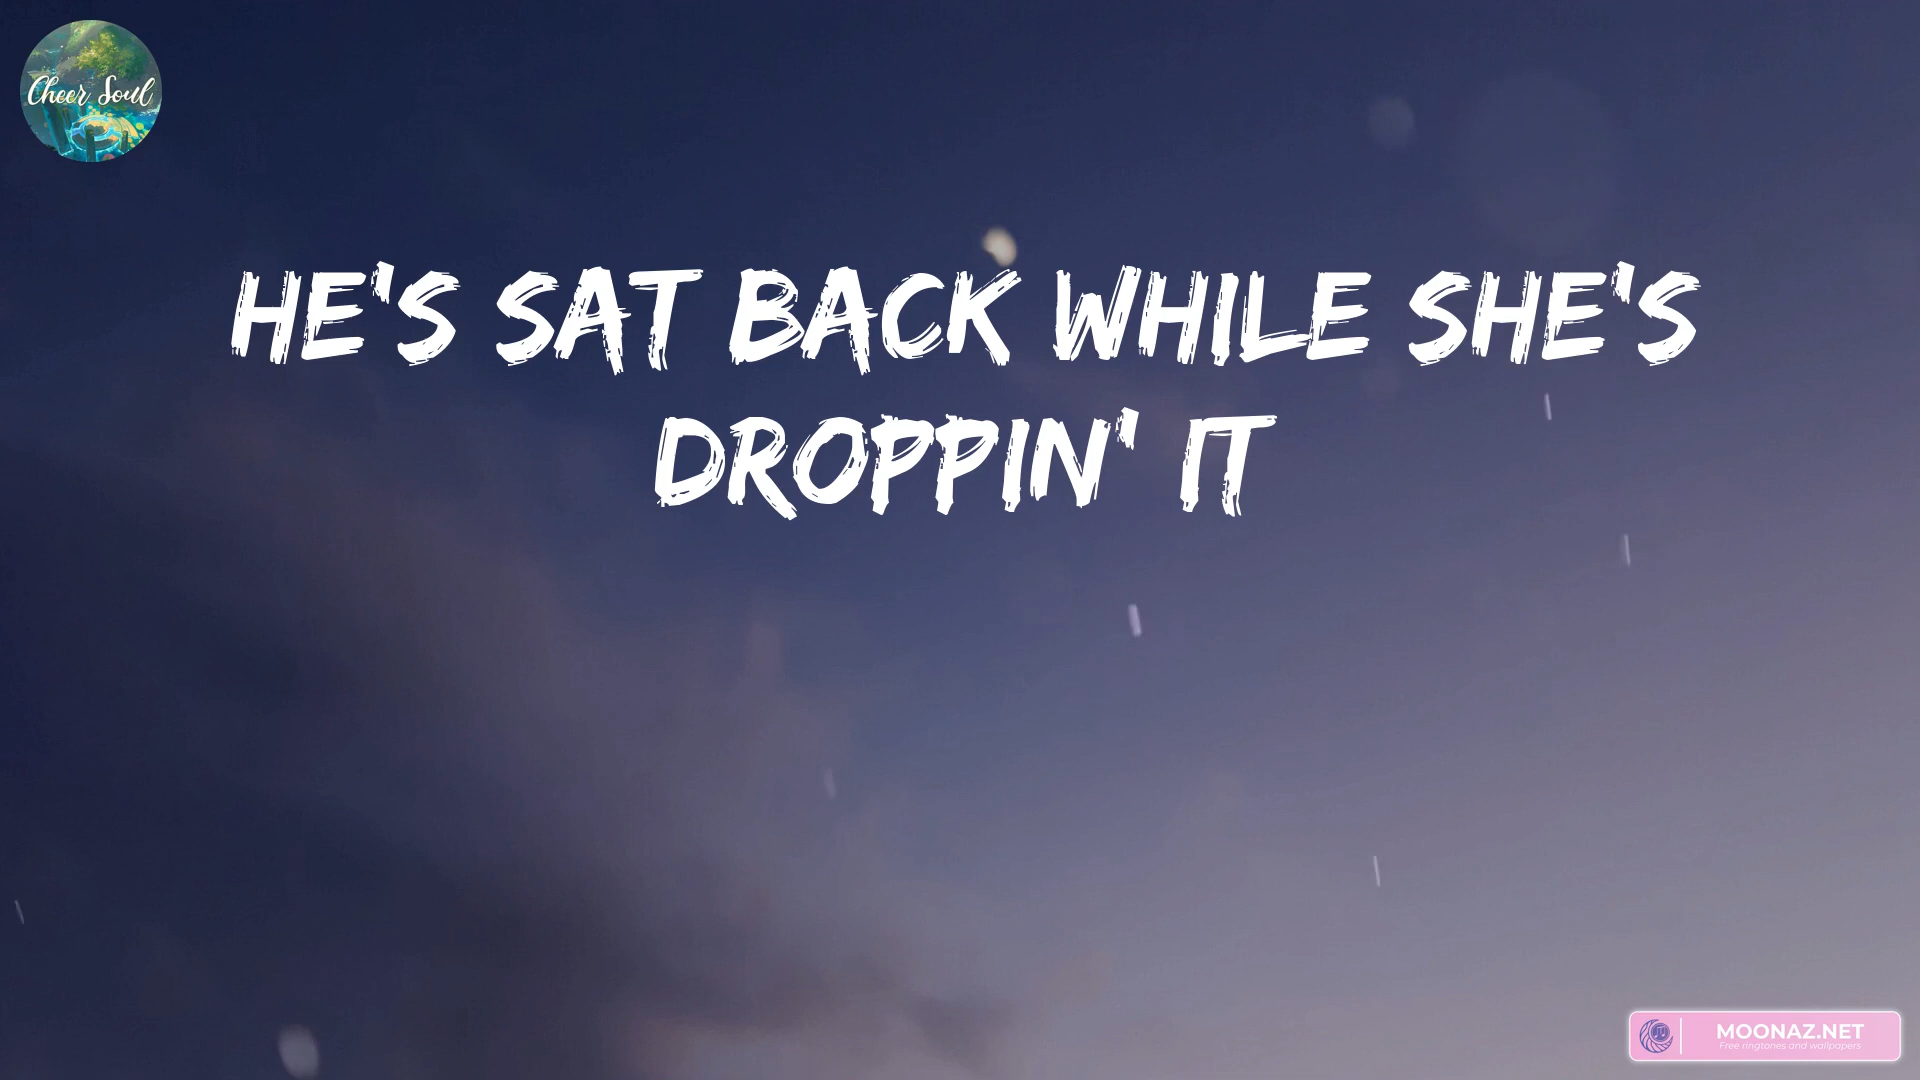 Cheer Soul
HE'S SAT BACK WHILE SHE'S
DROPPIN' IT
MOONAZ.NET
Free ringtones and wallpapers